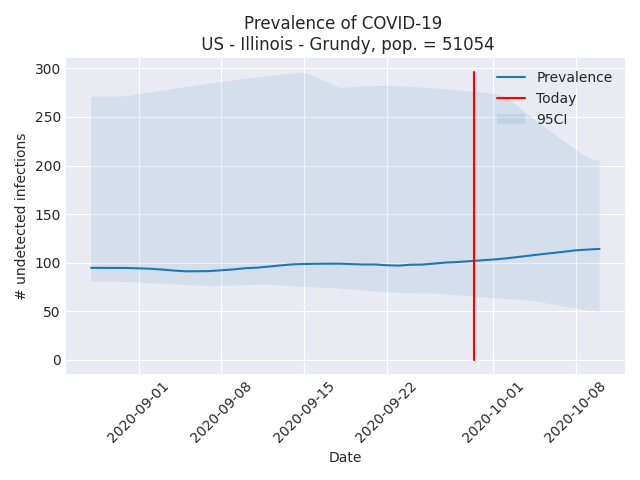 Prevalence of COVID-19
US - Illinois - Grundy, pop. = 51054
Prevalence
Today
95CI
# undetected infections
300
250
200
150
100
50
0
2020-09-01
2020-09-08
2020-09-15
2020-09-22
2020-10-01
2020-10-08
Date